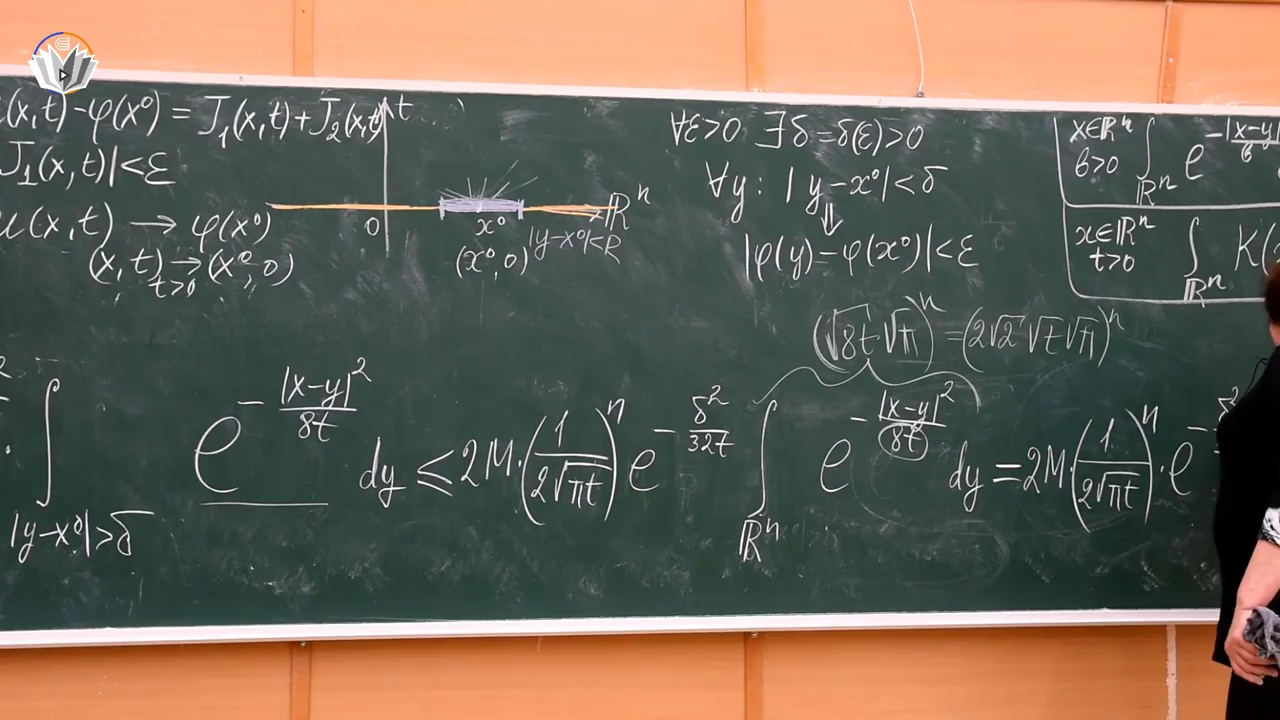 (x,t)-φ(x⁰) = J₁(x,t)+J₂(x,t)
J₁(x,t)|<ε
u(x,t) → φ(x⁰)
(x,t)→(x⁰,0)
t>0
t
0
x⁰
(x⁰,0)
|y-x⁰|<R
ℝⁿ
∀ε>0 ∃δ=δ(ε)>0
∀y: |y-x⁰|<δ
⇓
|φ(y)-φ(x⁰)|<ε
x∈ℝⁿ
b>0
∫_{ℝⁿ} e^{-|x-y|/b}
x∈ℝⁿ
t>0
∫_{ℝⁿ} K(
(√8t √π)ⁿ = (2√2 √t √π)ⁿ
· ∫_{|y-x⁰|>δ} e^{-|x-y|²/8t} dy ≤ 2M·(1/2√πt)ⁿ e^{-δ²/32t} ∫_{ℝⁿ} e^{-|x-y|²/8t} dy = 2M·(1/2√πt)ⁿ · e^{-